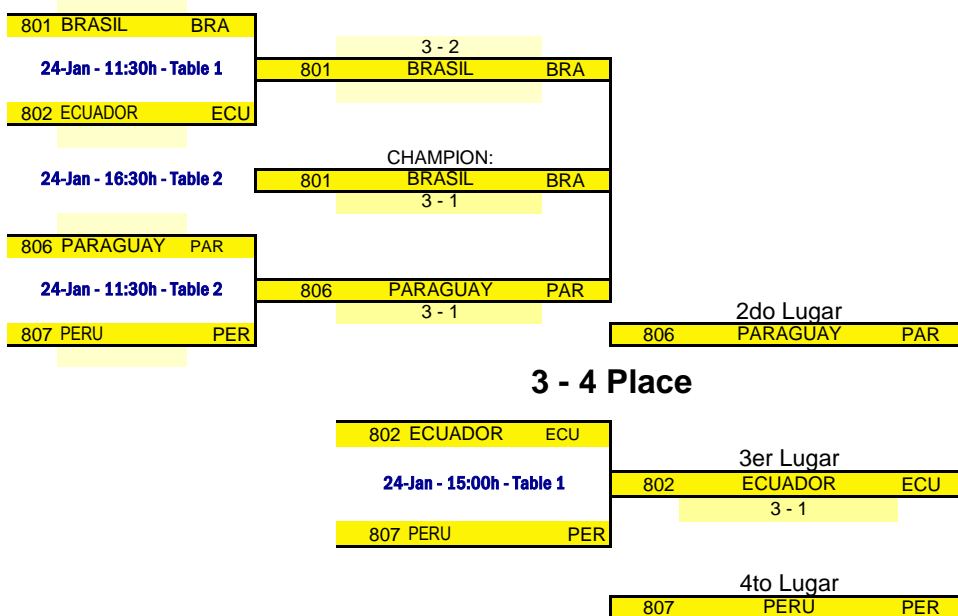 801 BRASIL BRA
3 - 2
24-Jan - 11:30h - Table 1
801 BRASIL BRA
802 ECUADOR ECU
CHAMPION:
24-Jan - 16:30h - Table 2
801 BRASIL BRA
3 - 1
806 PARAGUAY PAR
24-Jan - 11:30h - Table 2
806 PARAGUAY PAR
3 - 1
2do Lugar
807 PERU PER
806 PARAGUAY PAR
3 - 4 Place
802 ECUADOR ECU
3er Lugar
24-Jan - 15:00h - Table 1
802 ECUADOR ECU
3 - 1
807 PERU PER
4to Lugar
807 PERU PER